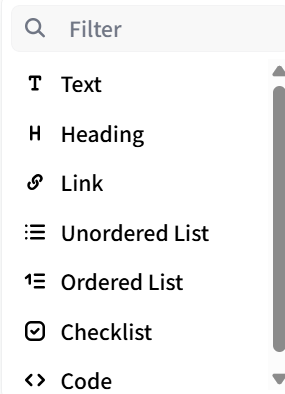 Filter
Text
Heading
Link
Unordered List
Ordered List
Checklist
Code